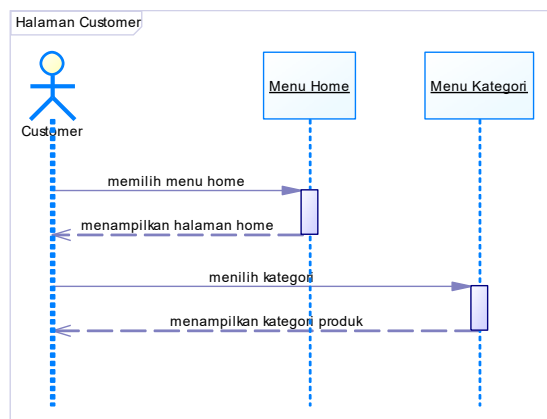 Halaman Customer
Customer
Menu Home
Menu Kategori
memilih menu home
menampilkan halaman home
menilih kategori
menampilkan kategori produk